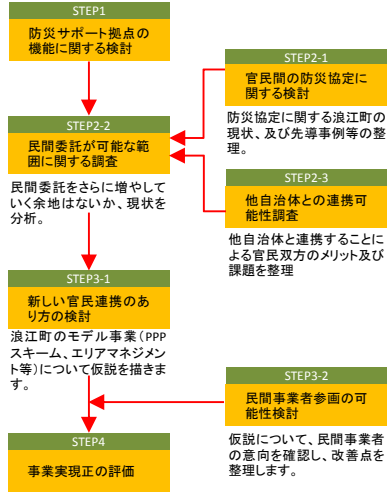 STEP1
防災サポート拠点の
機能に関する検討
STEP2-1
官民間の防災協定に
関する検討
防災協定に関する浪江町の
現状、及び先導事例等の整
理。
STEP2-2
民間委託が可能な範
囲に関する調査
民間委託をさらに増やして
いく余地はないか、現状を
分析。
STEP2-3
他自治体との連携可
能性調査
他自治体と連携することに
よる官民双方のメリット及び
課題を整理
STEP3-1
新しい官民連携のあ
り方の検討
浪江町のモデル事業（PPP
スキーム、エリアマネジメン
ト等）について仮説を描きま
す。
STEP3-2
民間事業者参画の可
能性検討
仮説について、民間事業者
の意向を確認し、改善点を
整理します。
STEP4
事業実現正の評価